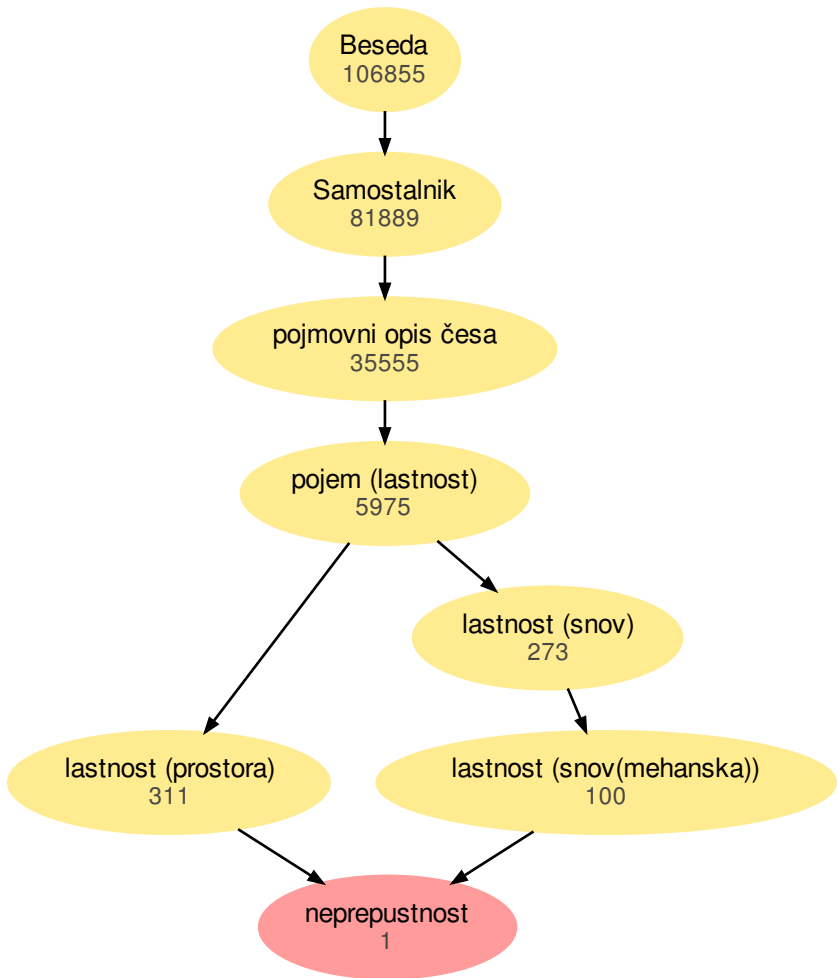 Beseda
106855
Samostalnik
81889
pojmovni opis česa
35555
pojem (lastnost)
5975
lastnost (snov)
273
lastnost (prostora)
311
lastnost (snov(mehanska))
100
neprepustnost
1